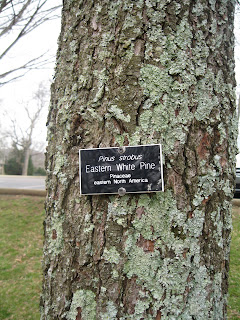 Pinus strobus
Eastern White Pine
Pinaceae
eastern North America